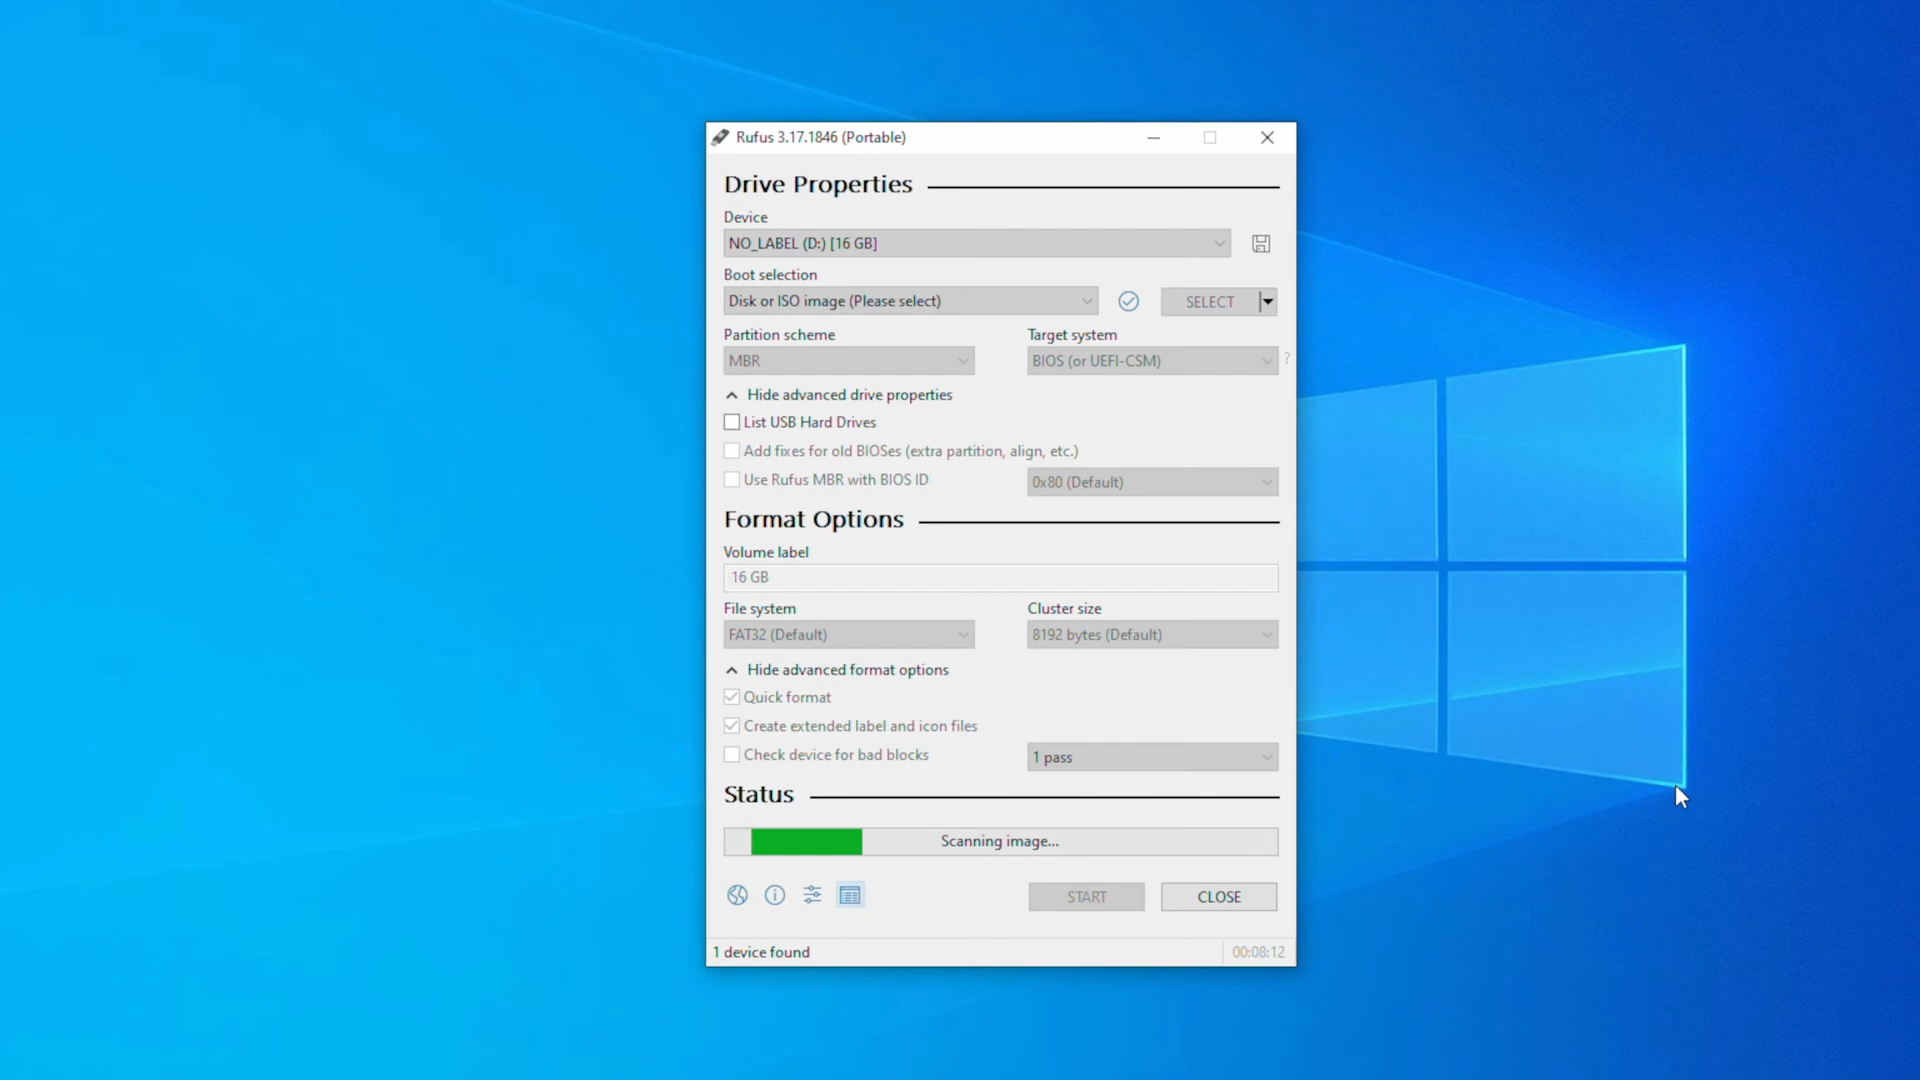 Rufus 3.17.1846 (Portable)
Drive Properties
Device
NO_LABEL (D:) [16 GB]
Boot selection
Disk or ISO image (Please select)
SELECT
Partition scheme
Target system
MBR
BIOS (or UEFI-CSM)
?
Hide advanced drive properties
List USB Hard Drives
Add fixes for old BIOSes (extra partition, align, etc.)
Use Rufus MBR with BIOS ID
0x80 (Default)
Format Options
Volume label
16 GB
File system
Cluster size
FAT32 (Default)
8192 bytes (Default)
Hide advanced format options
Quick format
Create extended label and icon files
Check device for bad blocks
1 pass
Status
Scanning image...
START
CLOSE
1 device found
00:08:12